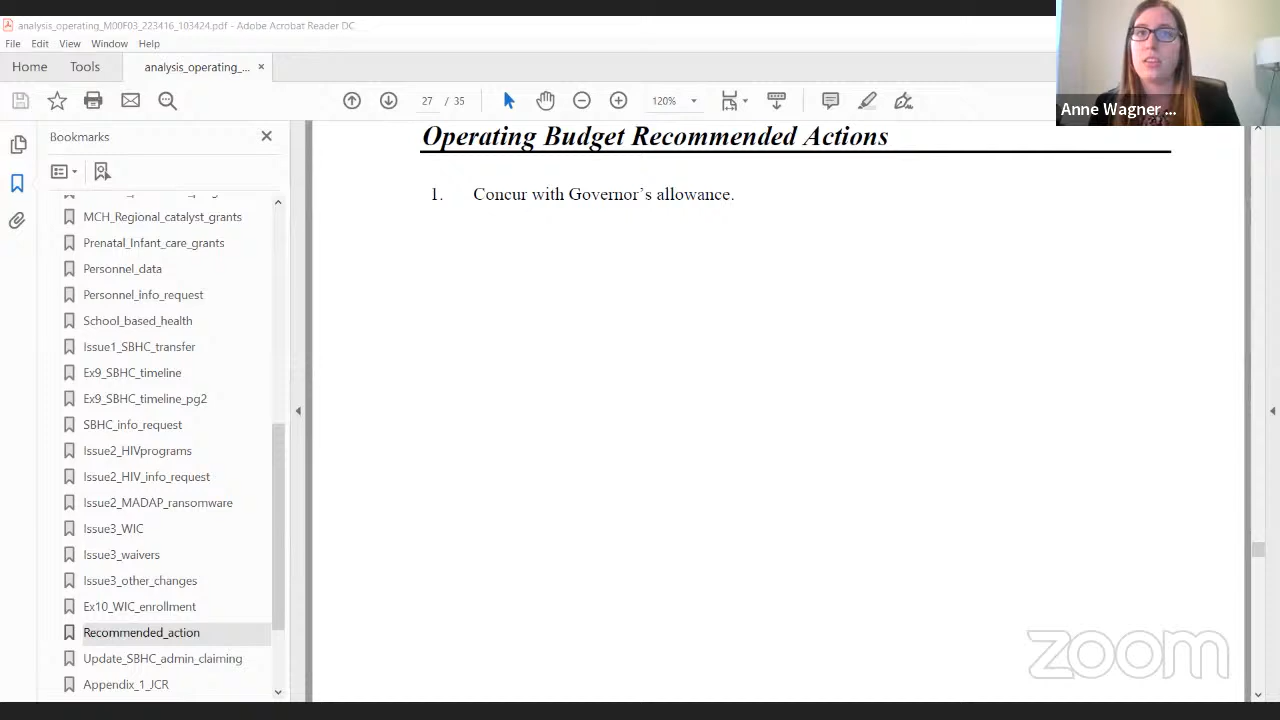 analysis_operating_M00F03_223416_103424.pdf - Adobe Acrobat Reader DC
File Edit View Window Help
Home Tools analysis_operating_... ×
27 / 35 120%
Anne Wagner ...
Bookmarks
MCH_Regional_catalyst_grants
Prenatal_Infant_care_grants
Personnel_data
Personnel_info_request
School_based_health
Issue1_SBHC_transfer
Ex9_SBHC_timeline
Ex9_SBHC_timeline_pg2
SBHC_info_request
Issue2_HIVprograms
Issue2_HIV_info_request
Issue2_MADAP_ransomware
Issue3_WIC
Issue3_waivers
Issue3_other_changes
Ex10_WIC_enrollment
Recommended_action
Update_SBHC_admin_claiming
Appendix_1_JCR
Operating Budget Recommended Actions
1. Concur with Governor’s allowance.
zoom